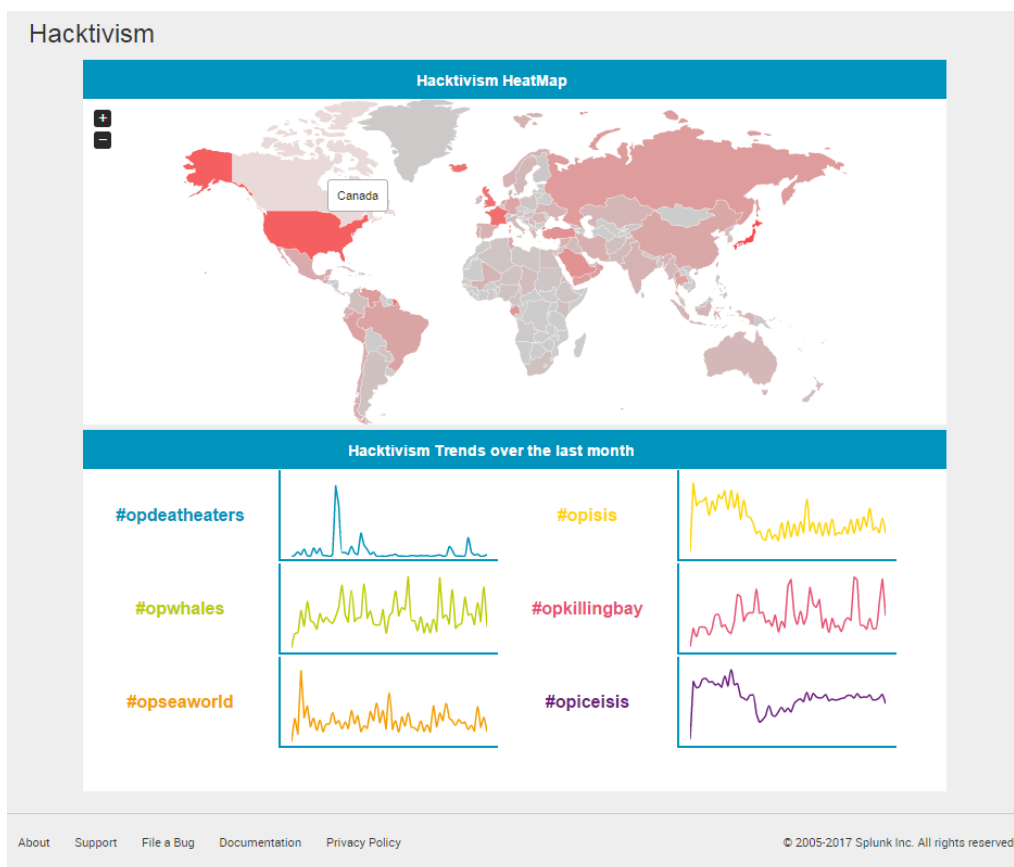 Hacktivism
Hacktivism HeatMap
+
−
Canada
Hacktivism Trends over the last month
#opdeatheaters
#opisis
#opwhales
#opkillingbay
#opseaworld
#opiceisis
About Support File a Bug Documentation Privacy Policy © 2005-2017 Splunk Inc. All rights reserved